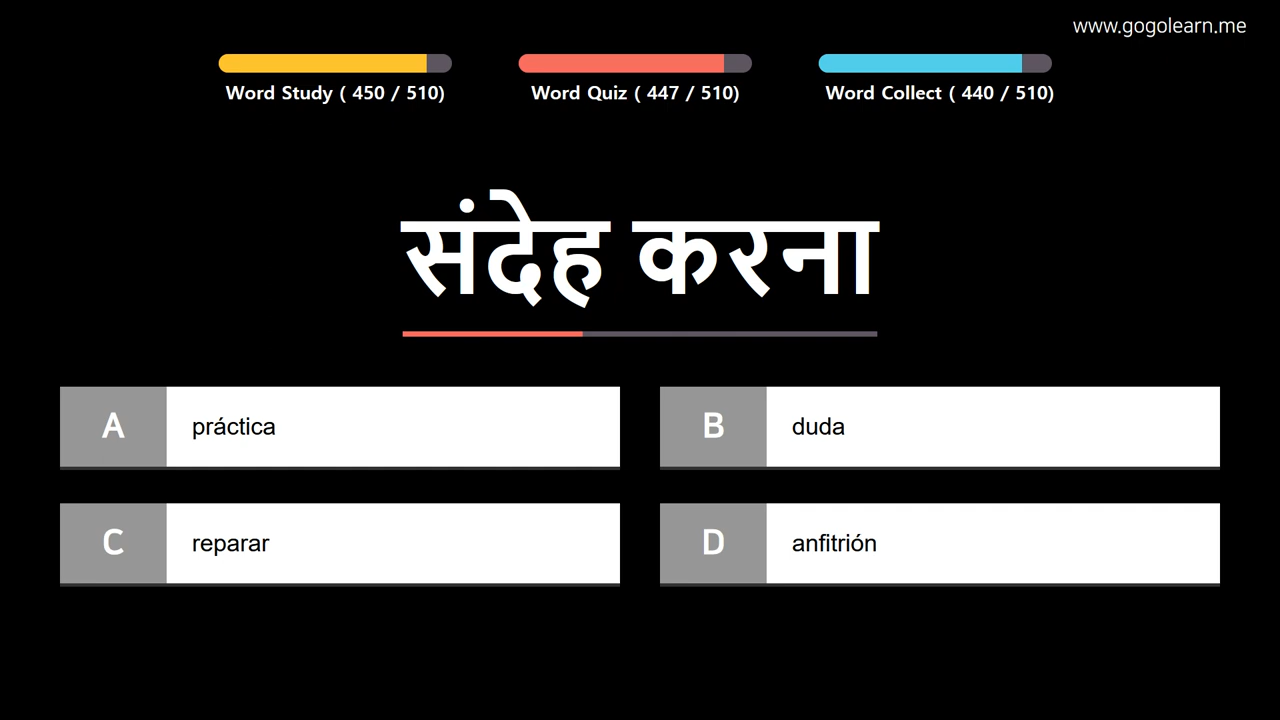 www.gogolearn.me
Word Study ( 450 / 510)
Word Quiz ( 447 / 510)
Word Collect ( 440 / 510)
संदेह करना
A
práctica
B
duda
C
reparar
D
anfitrión